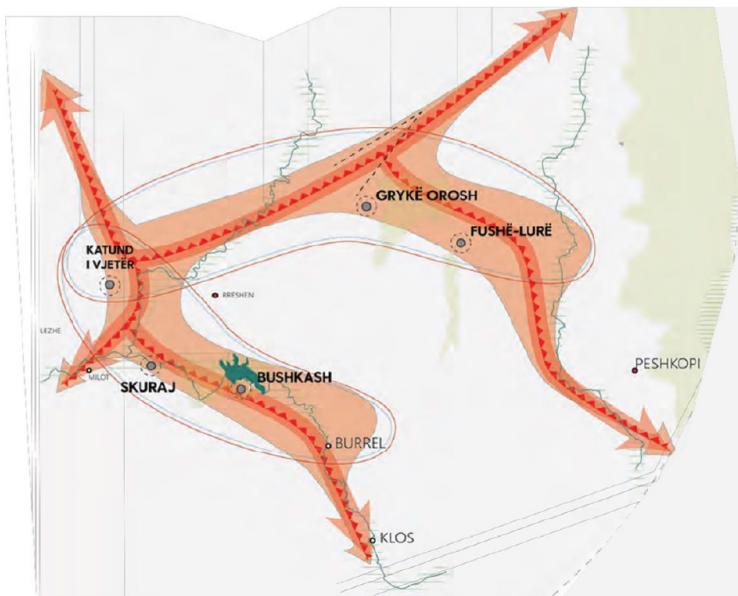 GRYKË OROSH
FUSHË-LURË
KATUND
I VJETËR
RRESHEN
LEZHE
MILOT
SKURAJ
BUSHKASH
PESHKOPI
BURREL
KLOS